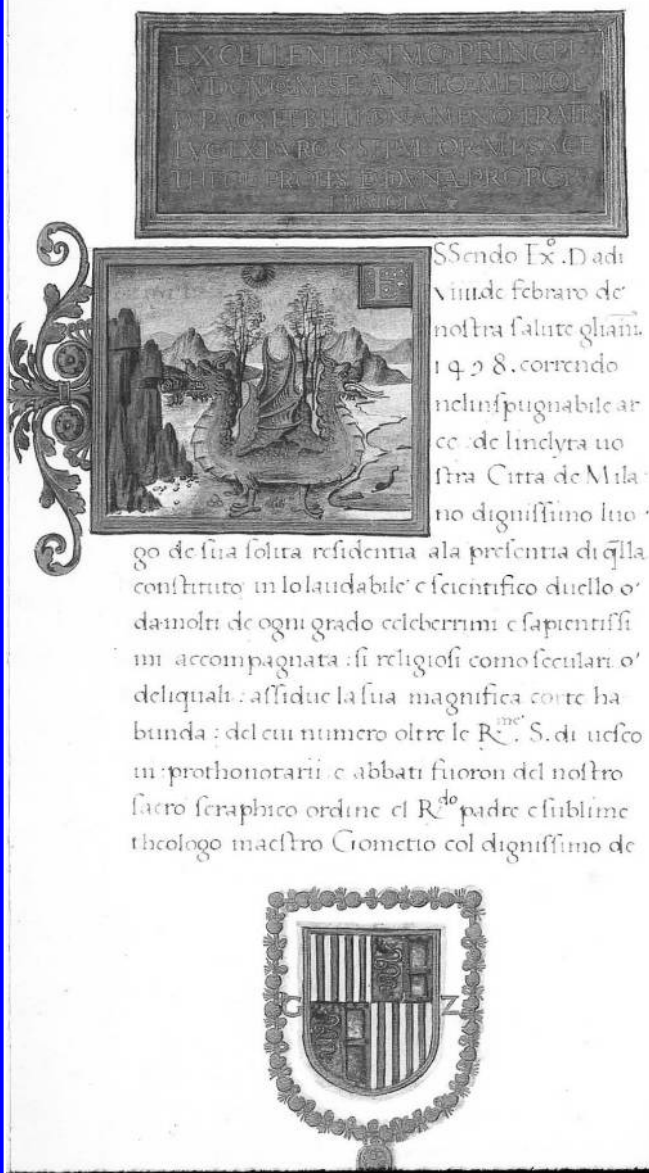 EXCELLENTISSIMO PRINCIPI
SSendo Ex.º D adi
viiii.de febraro de
nostra salute gliani.
1498. correndo
nelinspugnabile ar
ce de linclyta uo
stra Citta de Mila
no dignissimo luo
go de sua solita residentia ala presentia di q̄lla
constituto in lo laudabile e scientifico duello
da molti de ogni grado celeberrimi e sapientissi
mi accompagnata : si religiosi como seculari
deliquali : assidue la sua magnifica corte ha
bunda : del cui numero oltre le R.me S. di uesco
ui : prothonotarii e abbati fuoron del nostro
sacro seraphico ordine el R.do padre e sublime
theologo maestro Gometio col dignissimo de
G Z